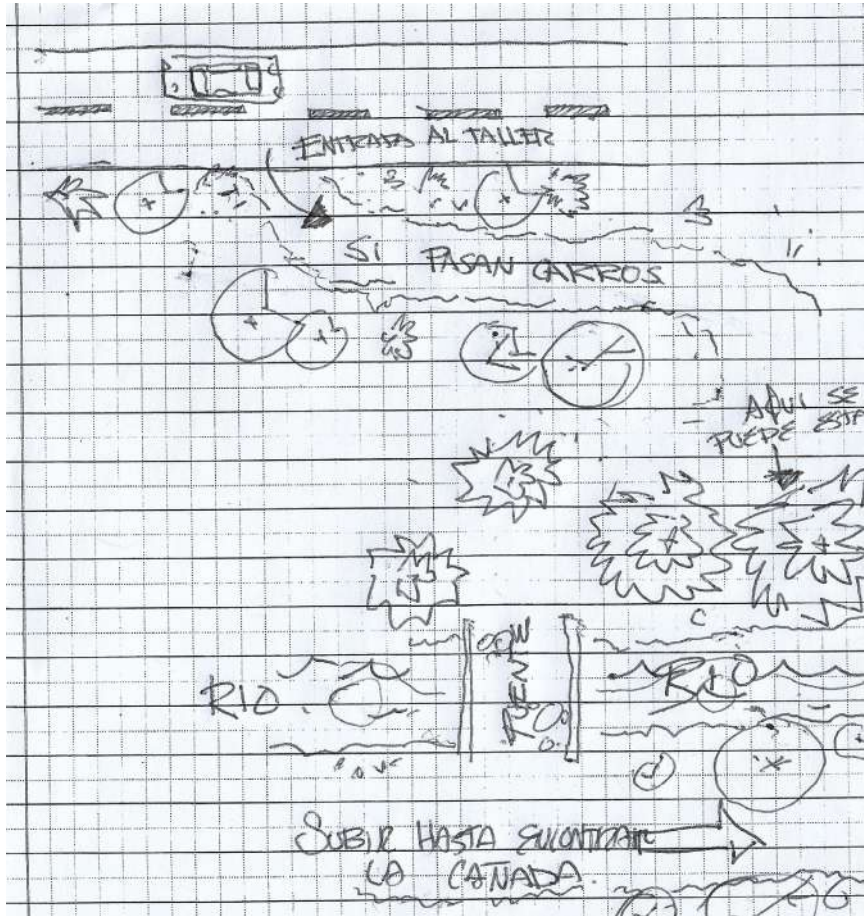 ENTRADA AL TALLER
SI PASAN CARROS
AQUI SE
PUEDE
PUENTE
RIO
RIO
SUBIR HASTA ENCONTRAR
LA CAÑADA.